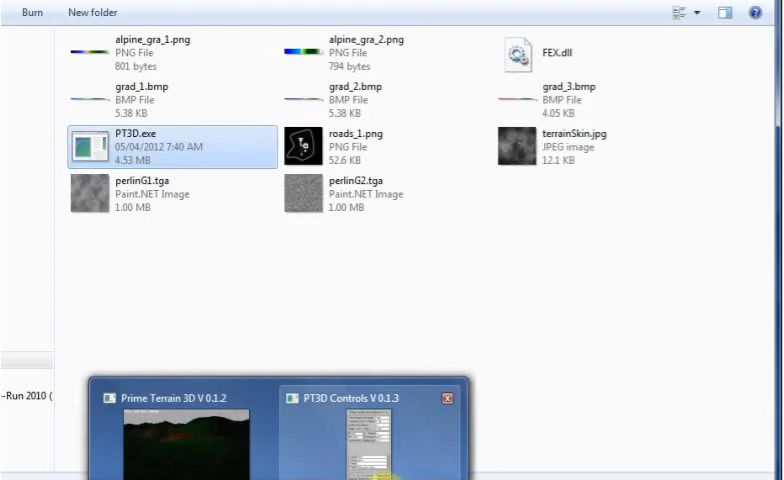 Burn New folder
alpine_gra_1.png
PNG File
801 bytes
alpine_gra_2.png
PNG File
794 bytes
FEX.dll
grad_1.bmp
BMP File
5.38 KB
grad_2.bmp
BMP File
5.38 KB
grad_3.bmp
BMP File
4.05 KB
PT3D.exe
05/04/2012 7:40 AM
4.53 MB
roads_1.png
PNG File
52.6 KB
terrainSkin.jpg
JPEG image
12.1 KB
perlinG1.tga
Paint.NET Image
1.00 MB
perlinG2.tga
Paint.NET Image
1.00 MB
-Run 2010 (
Prime Terrain 3D V 0.1.2
PT3D Controls V 0.1.3